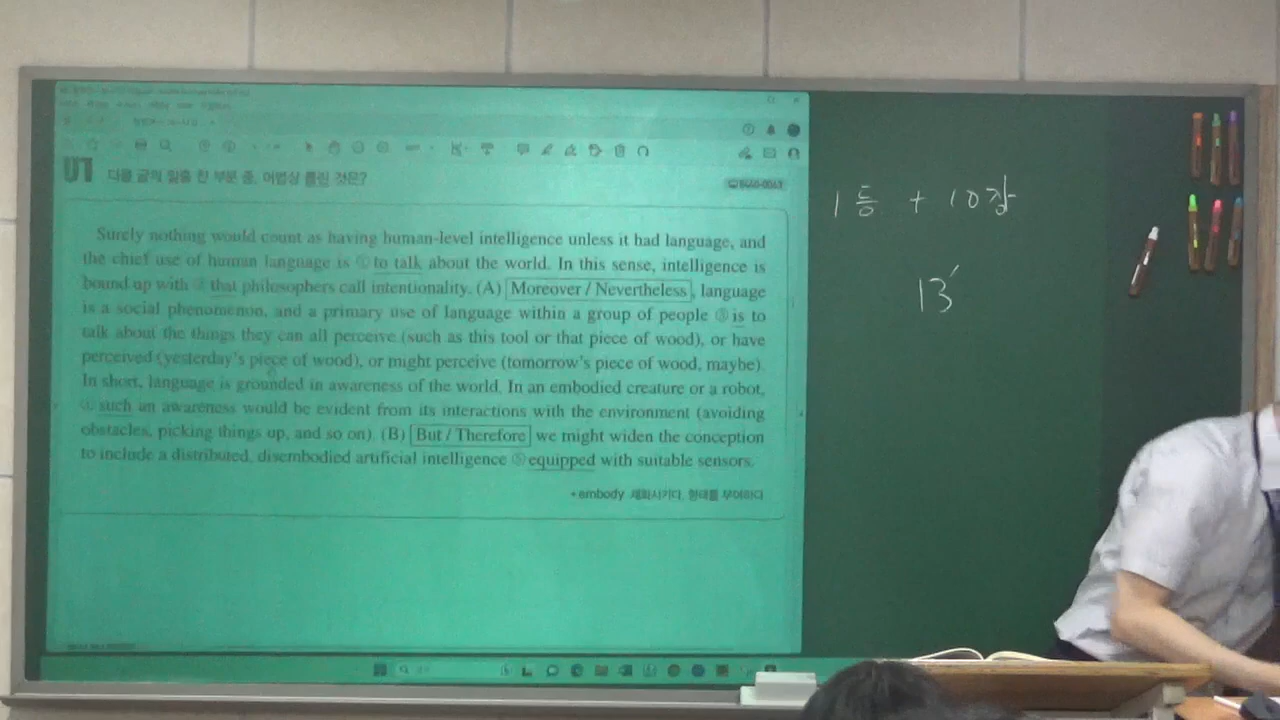 다음 글의 밑줄 친 부분 중, 어법상 틀린 것은?
Surely nothing would count as having human-level intelligence unless it had language, and
the chief use of human language is ① to talk about the world. In this sense, intelligence is
bound up with ② that philosophers call intentionality. (A) Moreover / Nevertheless, language
is a social phenomenon, and a primary use of language within a group of people ③ is to
talk about the things they can all perceive (such as this tool or that piece of wood), or have
perceived (yesterday's piece of wood), or might perceive (tomorrow's piece of wood, maybe).
In short, language is grounded in awareness of the world. In an embodied creature or a robot,
④ such an awareness would be evident from its interactions with the environment (avoiding
obstacles, picking things up, and so on). (B) But / Therefore we might widen the conception
to include a distributed, disembodied artificial intelligence ⑤ equipped with suitable sensors.
* embody 구체화하다, 형태를 부여하다
1등 + 10장
13′